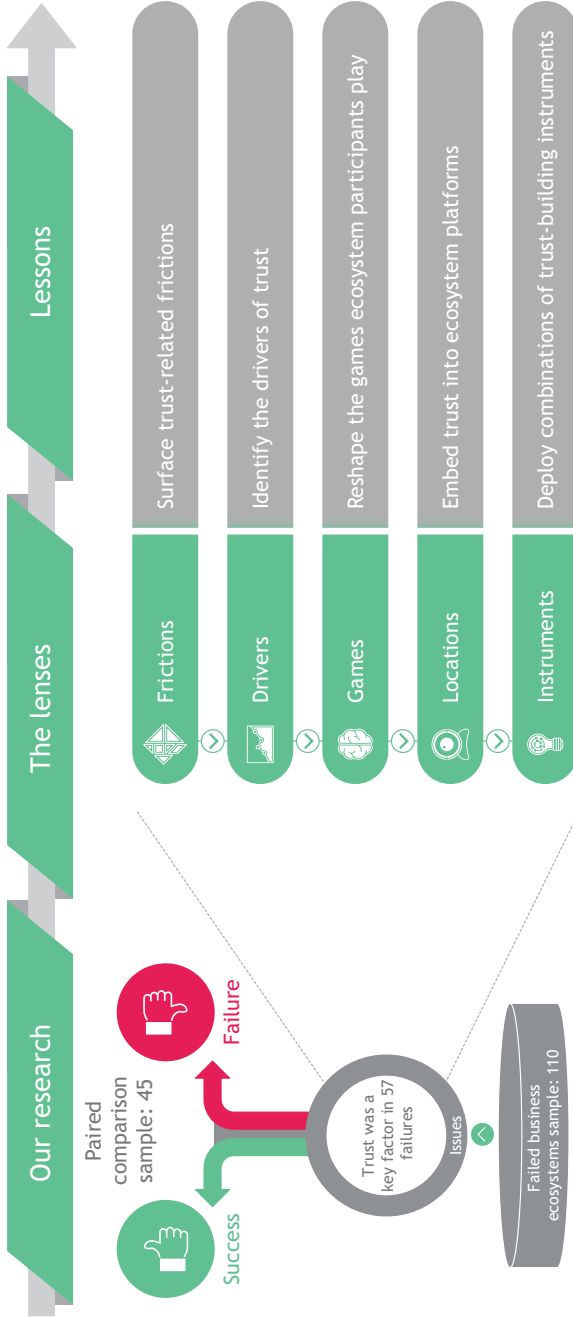 Our research
The lenses
Lessons
Paired
comparison
sample: 45
Success
Failure
Trust was a
key factor in 57
failures
Issues
Failed business
ecosystems sample: 110
Frictions
Surface trust-related frictions
Drivers
Identify the drivers of trust
Games
Reshape the games ecosystem participants play
Locations
Embed trust into ecosystem platforms
Instruments
Deploy combinations of trust-building instruments